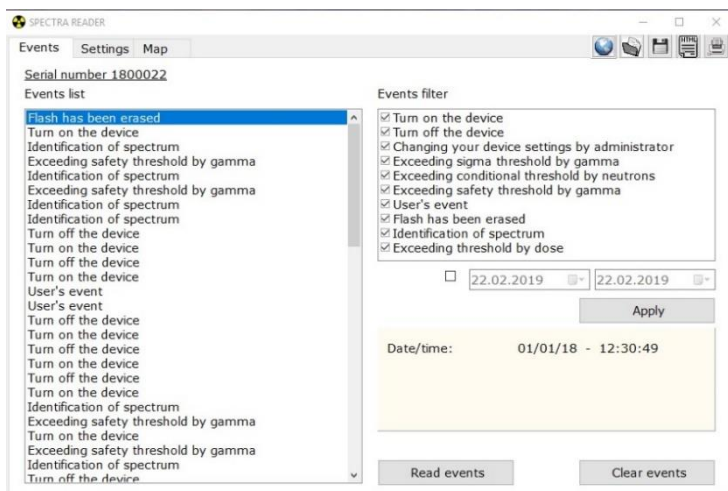 SPECTRA READER
Events Settings Map
HTML
Serial number 1800022
Events list
Flash has been erased
Turn on the device
Identification of spectrum
Exceeding safety threshold by gamma
Identification of spectrum
Exceeding safety threshold by gamma
Identification of spectrum
Identification of spectrum
Turn off the device
Turn on the device
Turn off the device
Turn on the device
User's event
User's event
Turn off the device
Turn on the device
Turn off the device
Turn on the device
Turn off the device
Turn on the device
Identification of spectrum
Exceeding safety threshold by gamma
Turn on the device
Exceeding safety threshold by gamma
Identification of spectrum
Turn off the device
Events filter
Turn on the device
Turn off the device
Changing your device settings by administrator
Exceeding sigma threshold by gamma
Exceeding conditional threshold by neutrons
Exceeding safety threshold by gamma
User's event
Flash has been erased
Identification of spectrum
Exceeding threshold by dose
22.02.2019 22.02.2019
Apply
Date/time: 01/01/18 - 12:30:49
Read events Clear events